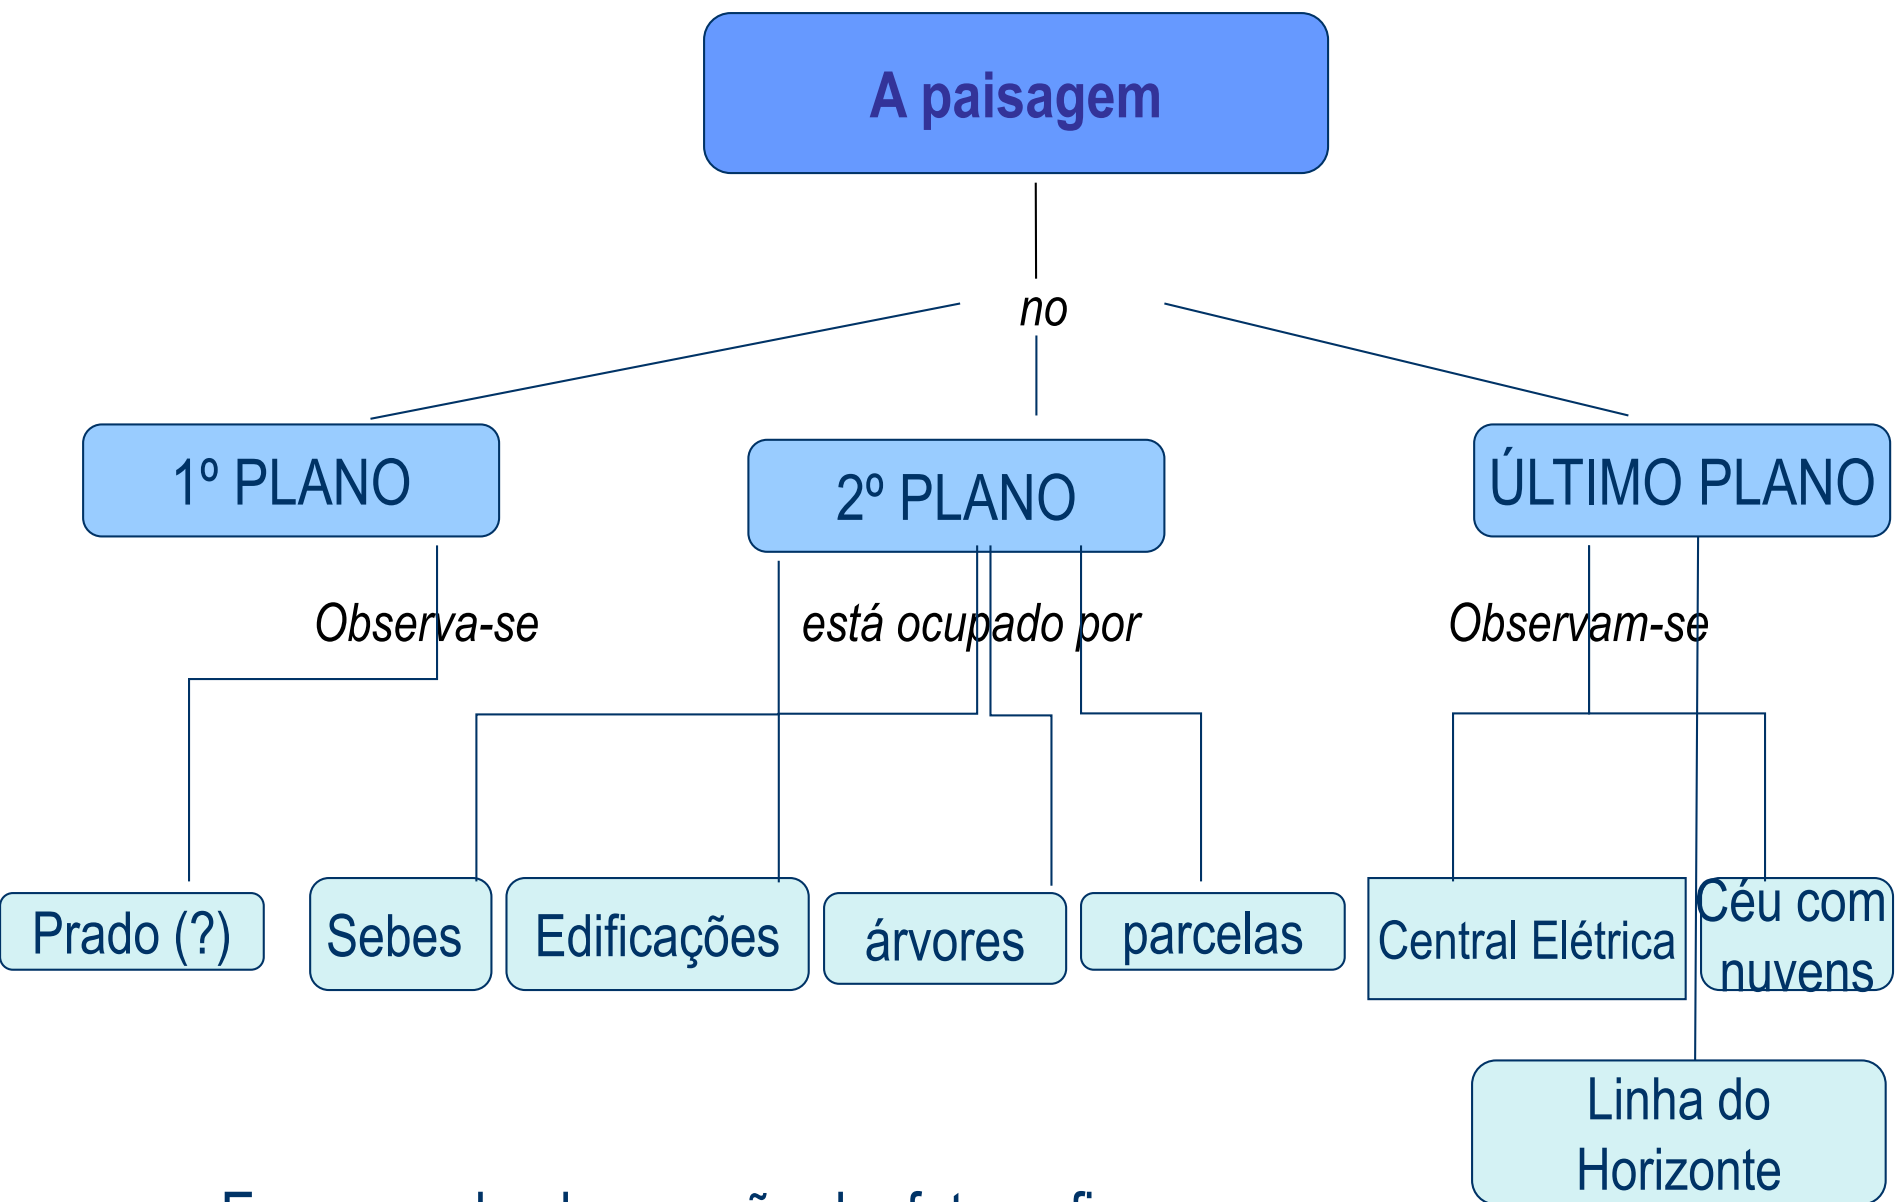 A paisagem
no
1º PLANO
2º PLANO
ÚLTIMO PLANO
Observa-se
está ocupado por
Observam-se
Prado (?)
Sebes
Edificações
árvores
parcelas
Central Elétrica
Céu com
nuvens
Linha do
Horizonte